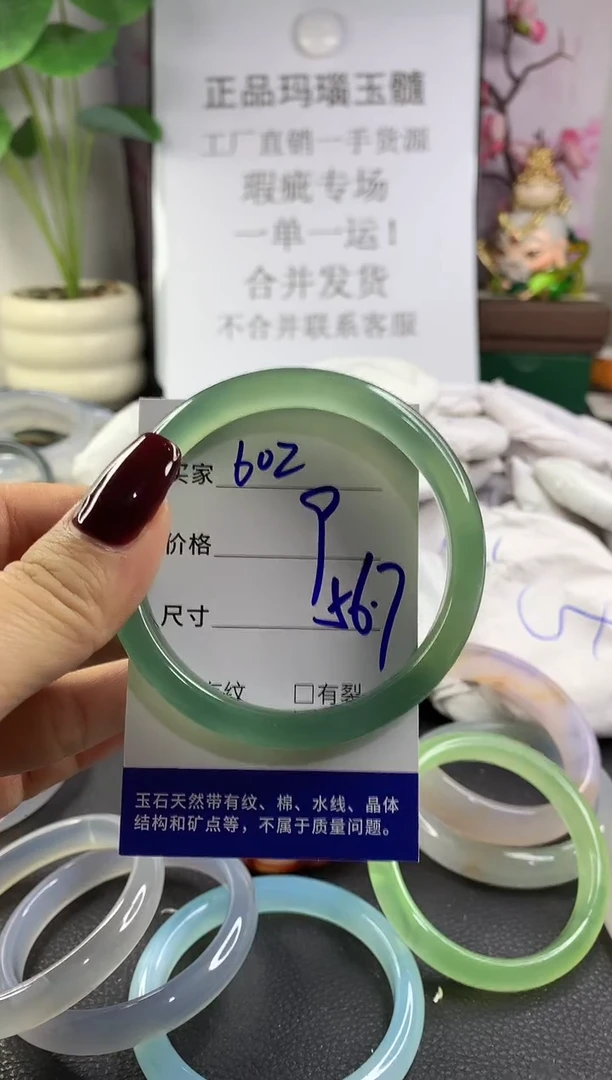 正品玛瑙玉髓
工厂直销一手货源
瑕疵专场
一单一运！
合并发货
不合并联系客服
买家 602
价格 9
尺寸 56.7
有纹 □有裂
玉石天然带有纹、棉、水线、晶体
结构和矿点等，不属于质量问题。